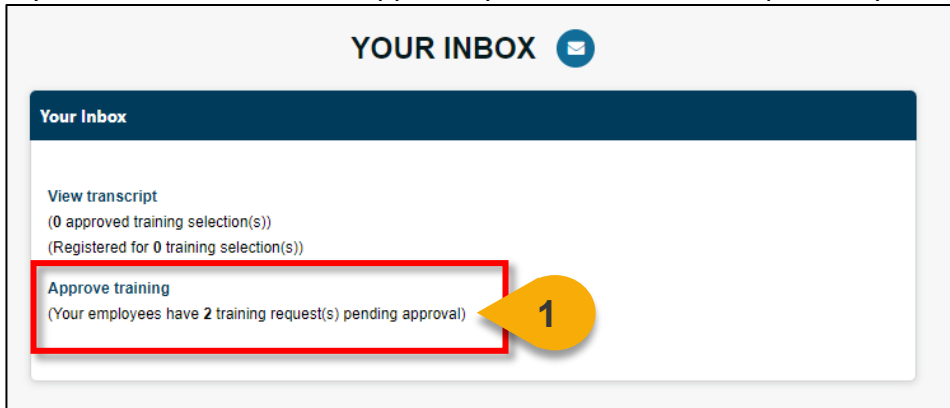 YOUR INBOX
Your Inbox
View transcript
(0 approved training selection(s))
(Registered for 0 training selection(s))
Approve training
(Your employees have 2 training request(s) pending approval)
1